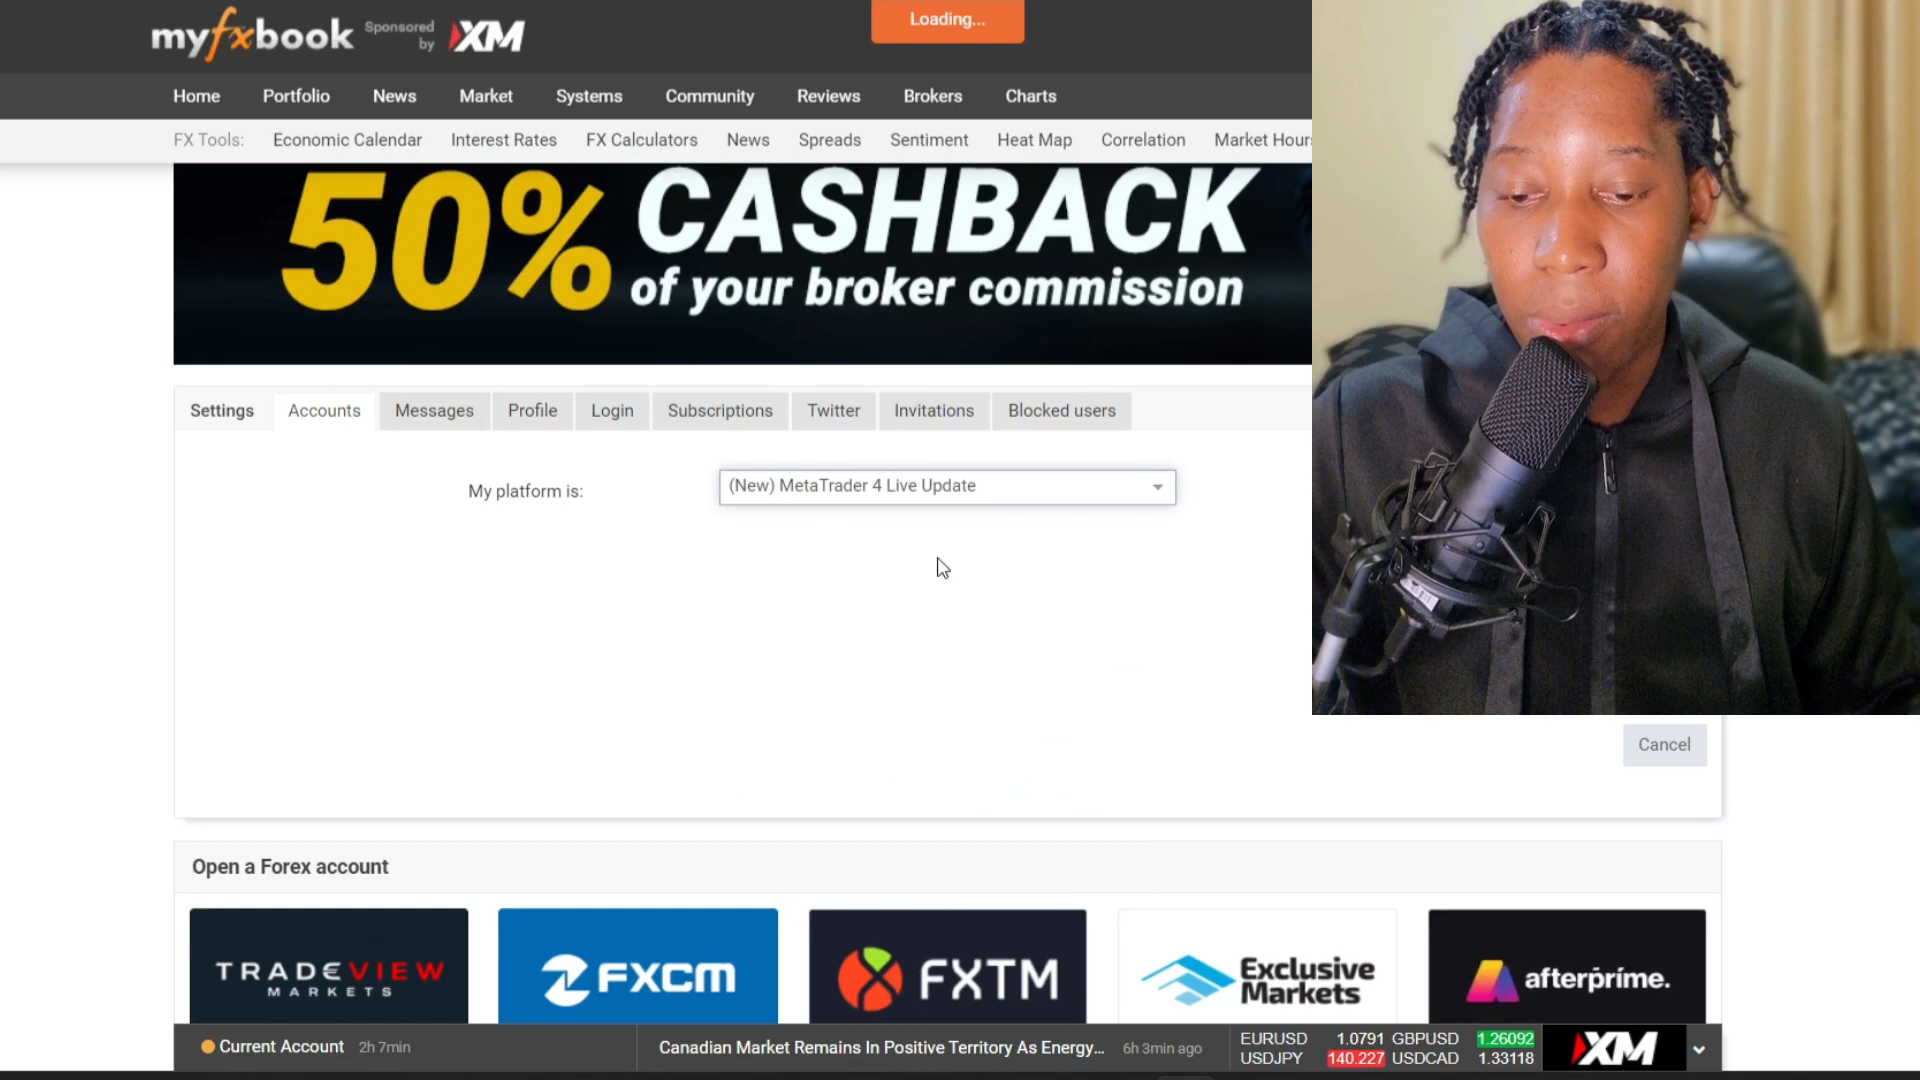 myfxbook
Sponsored by
XM
Loading...
Home Portfolio News Market Systems Community Reviews Brokers Charts
FX Tools: Economic Calendar Interest Rates FX Calculators News Spreads Sentiment Heat Map Correlation Market Hour
50% CASHBACK
of your broker commission
Settings Accounts Messages Profile Login Subscriptions Twitter Invitations Blocked users
My platform is: (New) MetaTrader 4 Live Update
Cancel
Open a Forex account
TRADEVIEW
MARKETS
FXCM
FXTM
Exclusive
Markets
afterprime.
Current Account 2h 7min
Canadian Market Remains In Positive Territory As Energy... 6h 3min ago
EURUSD 1.0791 GBPUSD 1.26092
USDJPY 140.227 USDCAD 1.33118
XM